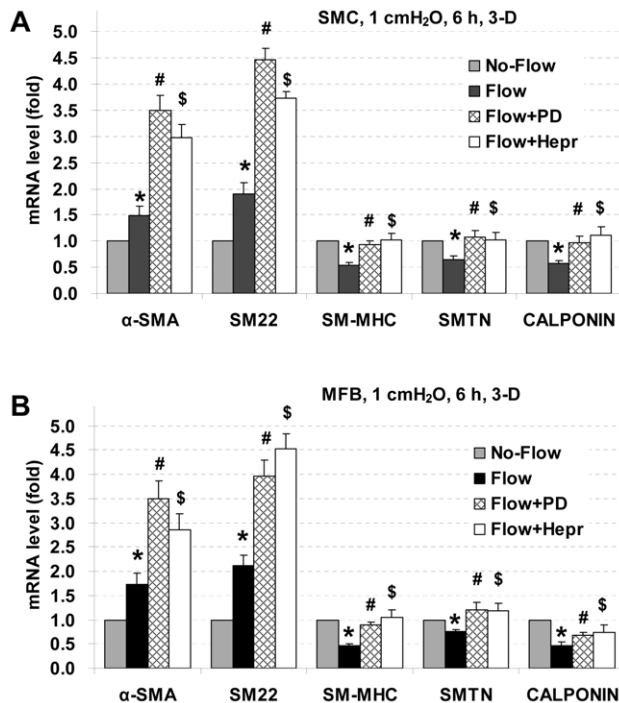 A
SMC, 1 cmH₂O, 6 h, 3-D
mRNA level (fold)
5.0
4.5
4.0
3.5
3.0
2.5
2.0
1.5
1.0
0.5
0.0
No-Flow
Flow
Flow+PD
Flow+Hepr
* # $
* # $
* # $
* # $
* # $
α-SMA SM22 SM-MHC SMTN CALPONIN
B
MFB, 1 cmH₂O, 6 h, 3-D
mRNA level (fold)
5.0
4.5
4.0
3.5
3.0
2.5
2.0
1.5
1.0
0.5
0.0
No-Flow
Flow
Flow+PD
Flow+Hepr
* # $
* # $
* # $
* # $
* # $
α-SMA SM22 SM-MHC SMTN CALPONIN